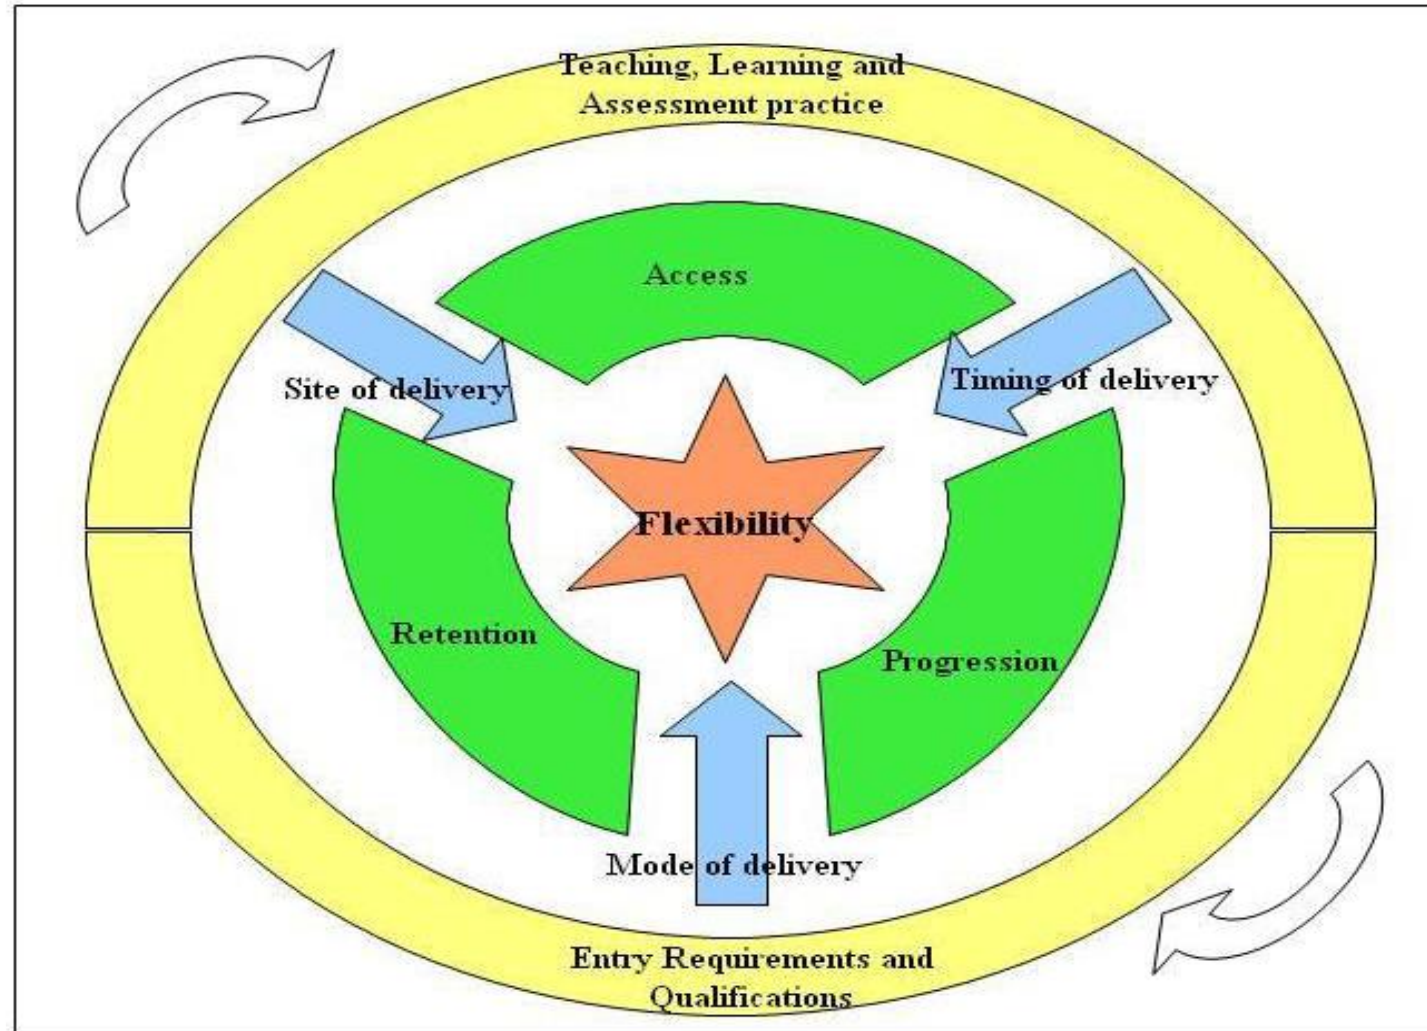 Teaching, Learning and
Assessment practice
Access
Site of delivery
Timing of delivery
Flexibility
Retention
Progression
Mode of delivery
Entry Requirements and
Qualifications